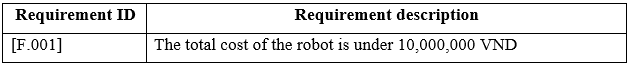 Requirement ID Requirement description
[F.001] The total cost of the robot is under 10,000,000 VND